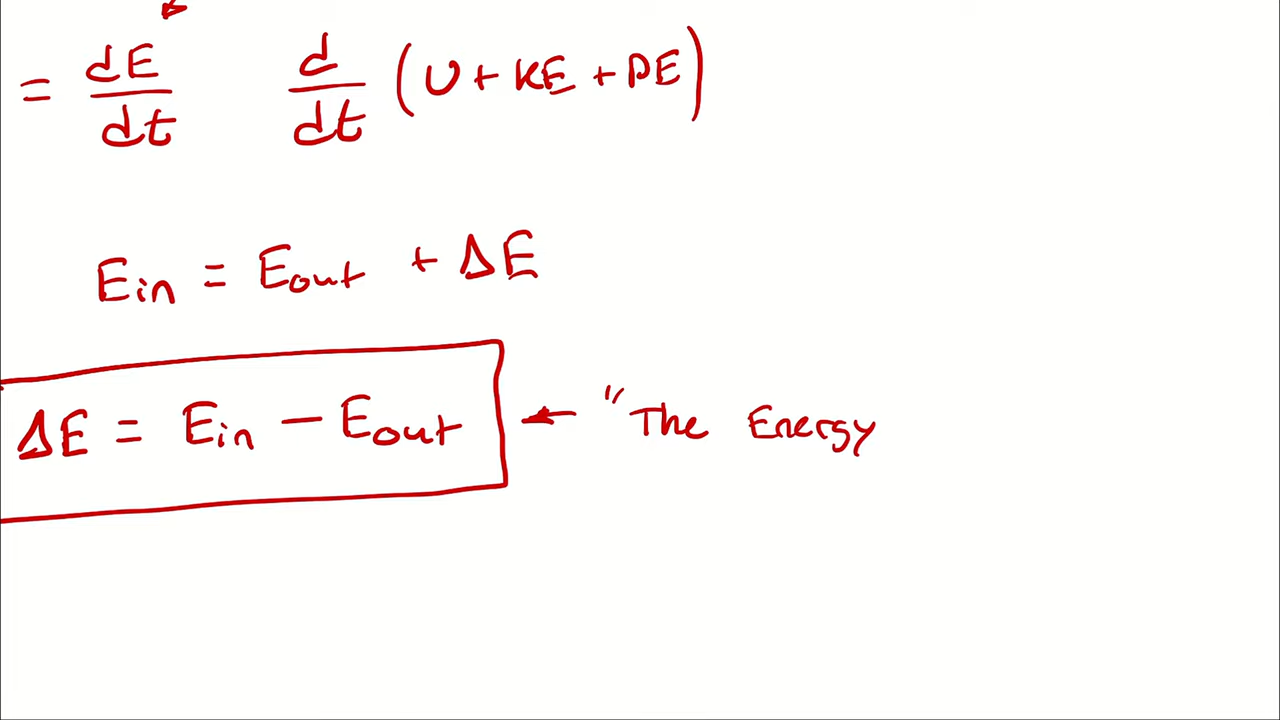 = dE/dt d/dt (U + KE + PE)
Ein = Eout + ΔE
ΔE = Ein − Eout ← "The Energy